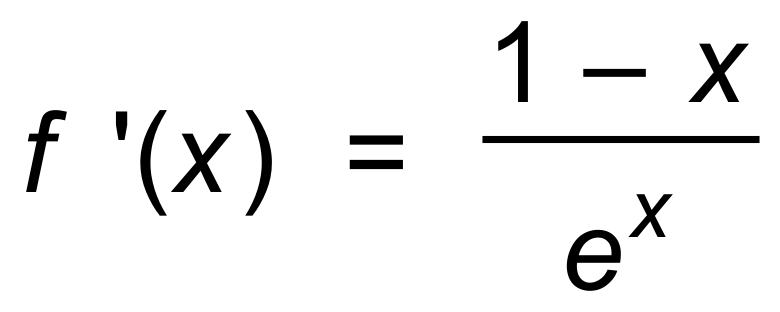 f '(x) = (1 – x) / e^x